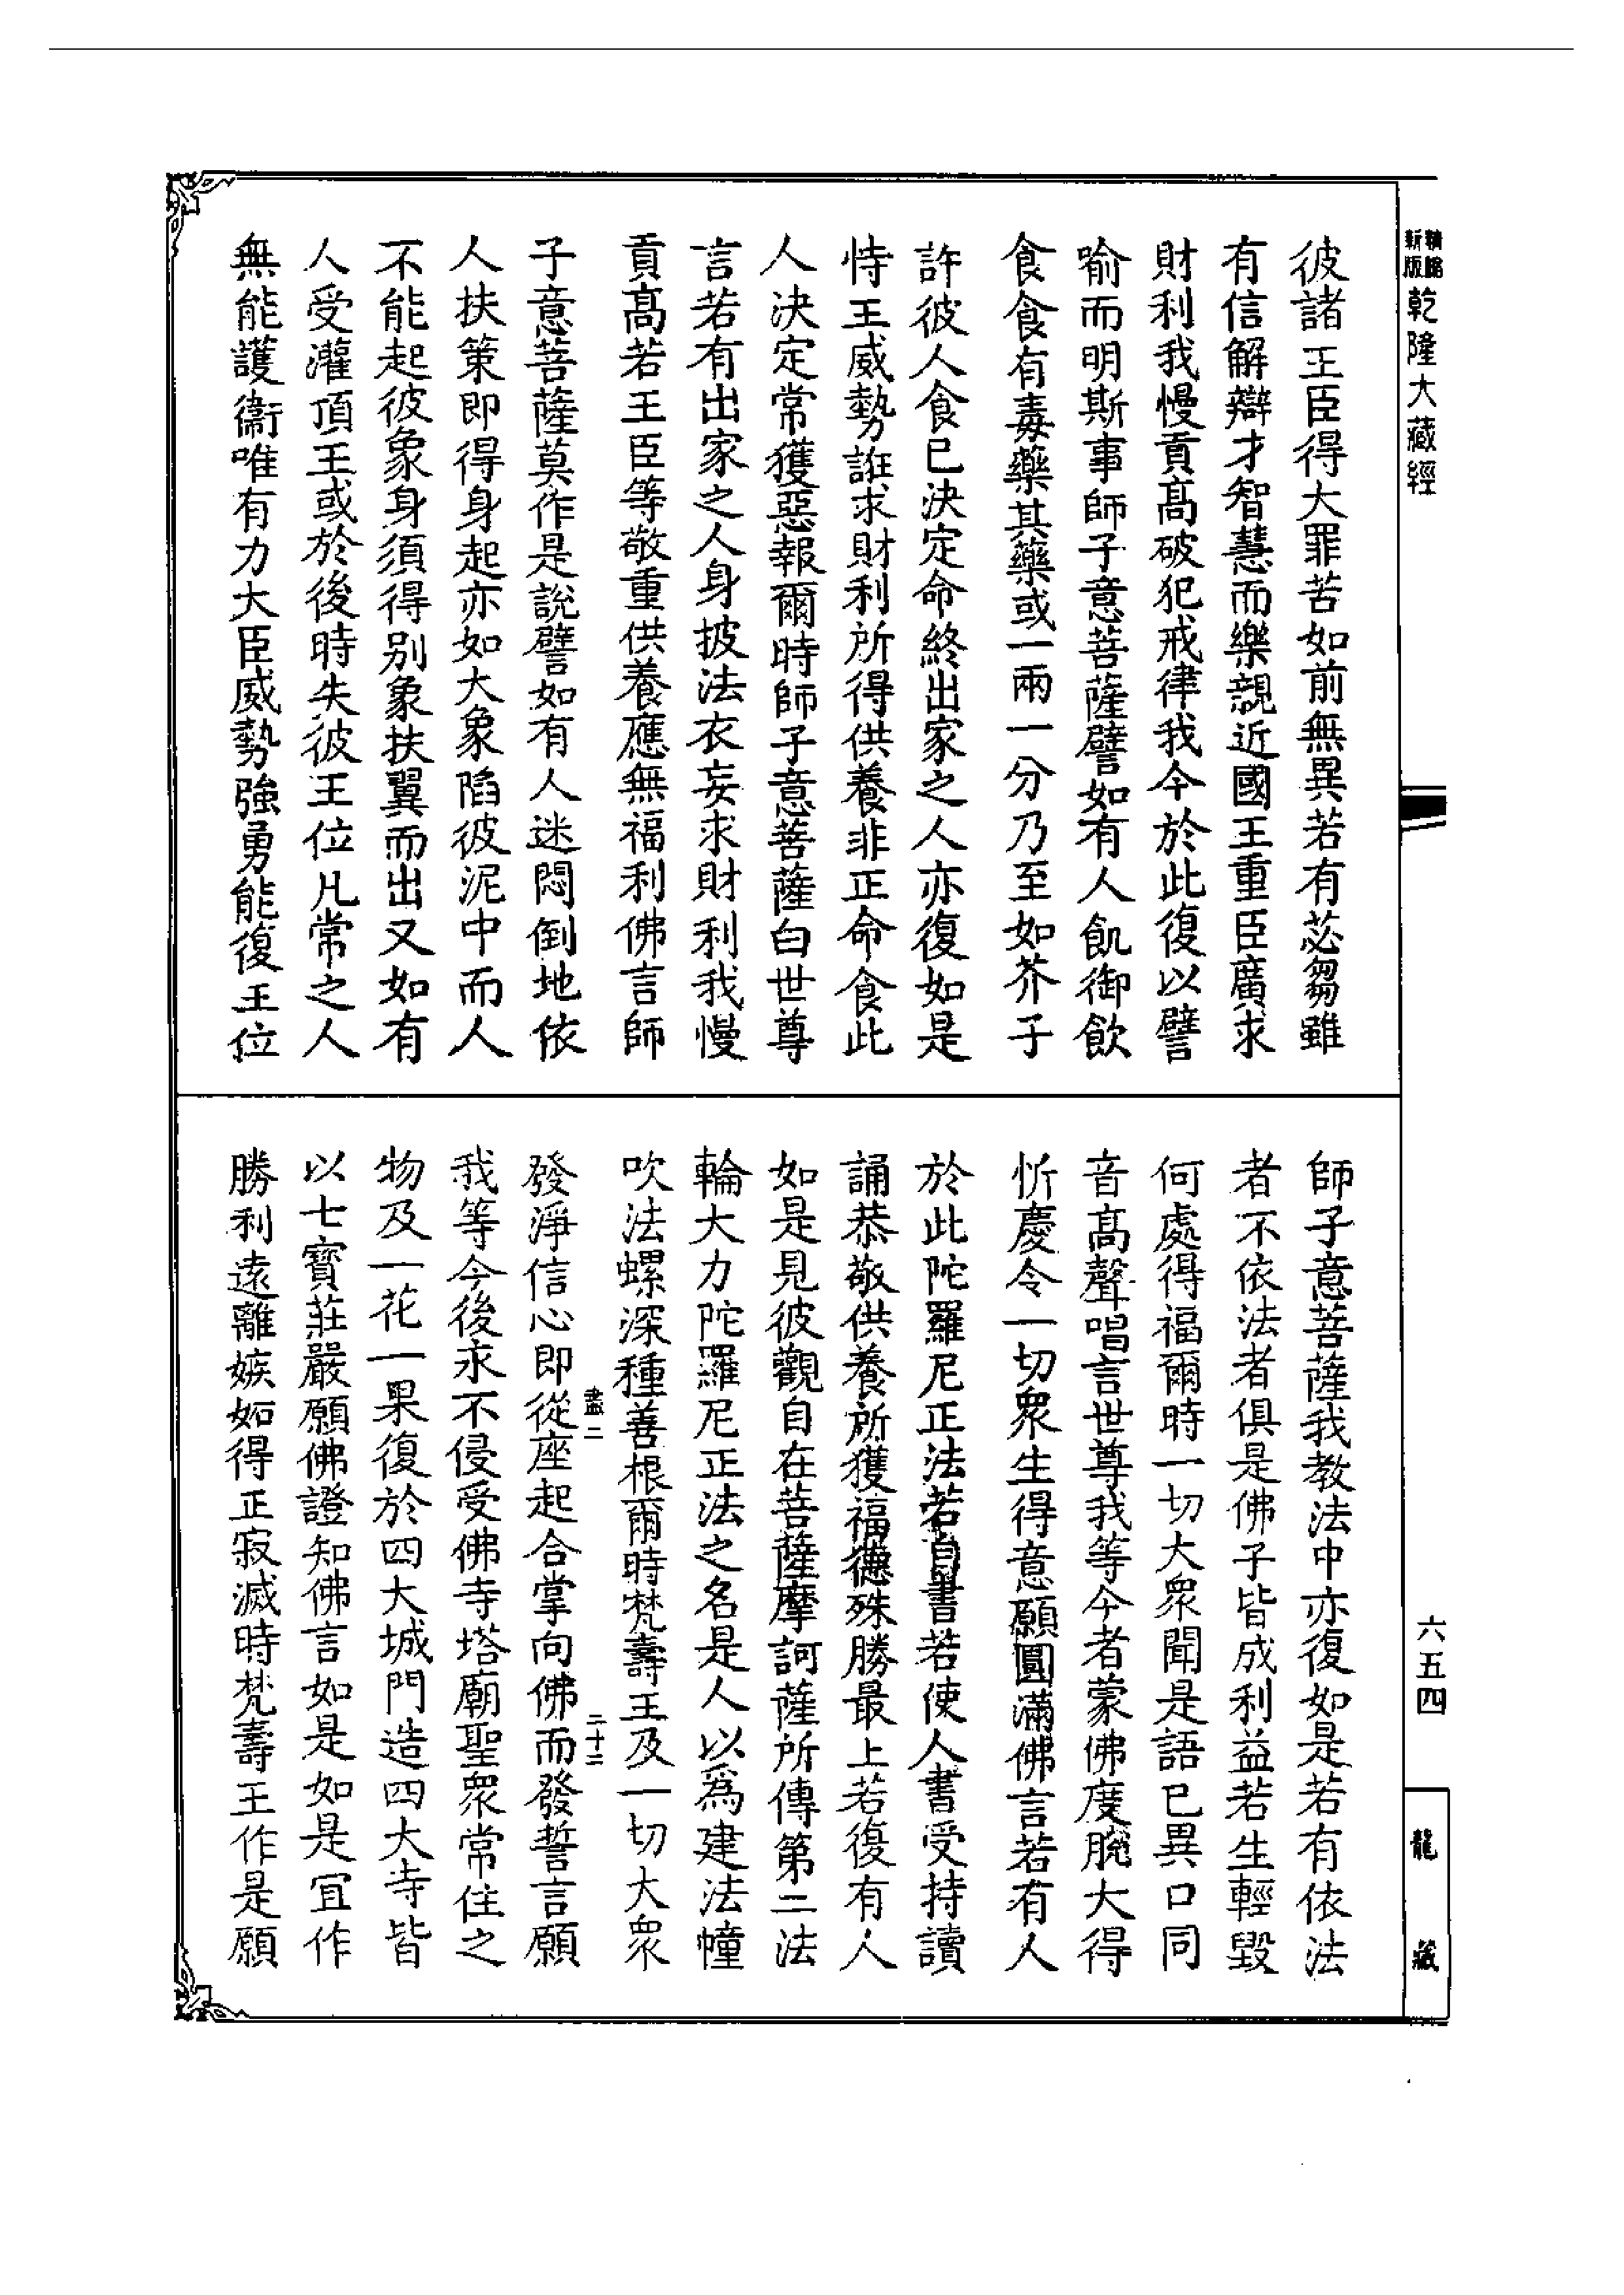 新版
精縮
乾隆大藏經
彼諸王臣得大罪苦如前無異若有苾芻雖
有信解辯才智慧而樂親近國王重臣廣求
財利我慢貢高破犯戒律我今於此復以譬
喻而明斯事師子意菩薩譬如有人飢御飲
食食有毒藥其藥或一兩一分乃至如芥子
許彼人食已決定命終出家之人亦復如是
恃王威勢誑求財利所得供養非正命食此
人決定常獲惡報爾時師子意菩薩白世尊
言若有出家之人身披法衣妄求財利我慢
貢高若王臣等敬重供養應無福利佛言師
子意菩薩莫作是說譬如有人迷悶倒地依
人扶策即得身起亦如大象陷彼泥中而人
不能起彼象身須得别象扶翼而出又如有
人受灌頂王或於後時失彼王位凡常之人
無能護衞唯有力大臣威勢強勇能復王位
師子意菩薩我教法中亦復如是若有依法
者不依法者俱是佛子皆成利益若生輕毀
何處得福爾時一切大衆聞是語已異口同
音高聲唱言世尊我等今者蒙佛度脫大得
忻慶令一切衆生得意願圓滿佛言若有人
於此陀羅尼正法若自書若使人書受持讀
誦恭敬供養所獲福德殊勝最上若復有人
如是見彼觀自在菩薩摩訶薩所傳第二法
輪大力陀羅尼正法之名是人以爲建法幢
吹法螺深種善根爾時梵壽王及一切大衆
盡二
二十二
發淨信心即從座起合掌向佛而發誓言願
我等今後永不侵受佛寺塔廟聖衆常住之
物及一花一果復於四大城門造四大寺皆
以七寶莊嚴願佛證知佛言如是如是宜作
勝利遠離嫉妬得正寂滅時梵壽王作是願
六五四
龍藏